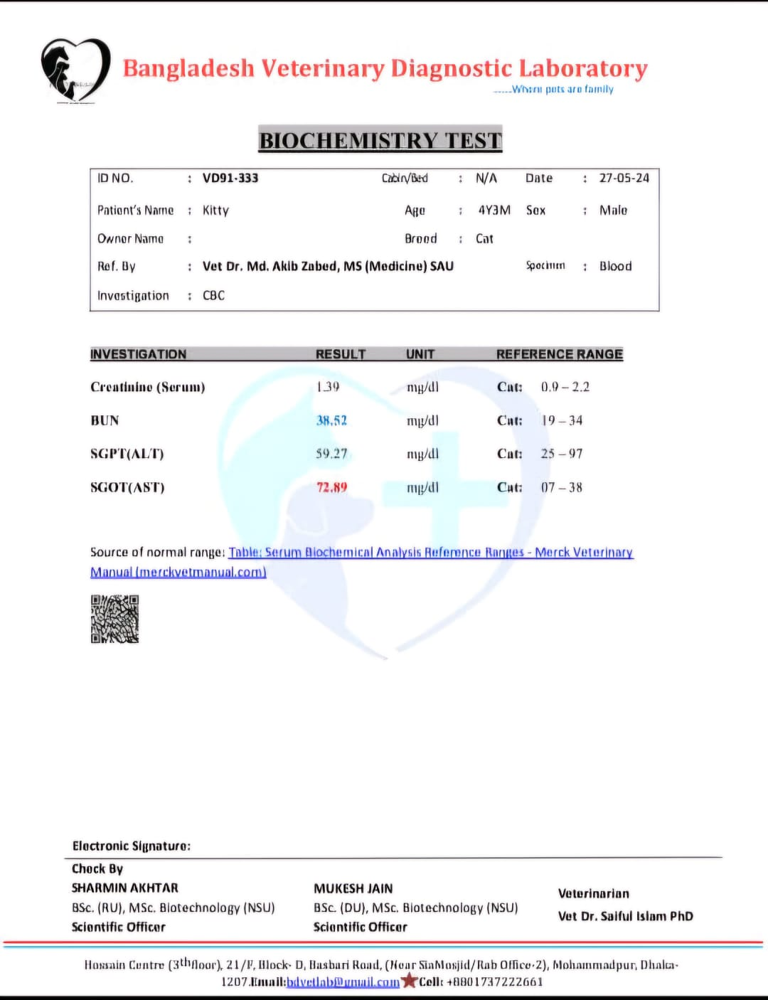 Bangladesh Veterinary Diagnostic Laboratory
.....Where pets are family
BIOCHEMISTRY TEST
ID NO. : VD91-333 Cabin/Bed : N/A Date : 27-05-24
Patient's Name : Kitty Age : 4Y3M Sex : Male
Owner Name : Breed : Cat
Ref. By : Vet Dr. Md. Akib Zabed, MS (Medicine) SAU Specimen : Blood
Investigation : CBC
INVESTIGATION RESULT UNIT REFERENCE RANGE
Creatinine (Serum) 1.39 mg/dl Cat: 0.9 – 2.2
BUN 38.52 mg/dl Cat: 19 – 34
SGPT(ALT) 59.27 mg/dl Cat: 25 – 97
SGOT(AST) 72.89 mg/dl Cat: 07 – 38
Source of normal range: Table: Serum Biochemical Analysis Reference Ranges - Merck Veterinary
Manual (merckvetmanual.com)
Electronic Signature:
Check By
SHARMIN AKHTAR
BSc. (RU), MSc. Biotechnology (NSU)
Scientific Officer
MUKESH JAIN
BSc. (DU), MSc. Biotechnology (NSU)
Scientific Officer
Veterinarian
Vet Dr. Saiful Islam PhD
Hossain Centre (3thfloor), 21/F, Block- D, Basbari Road, (Near SiaMosjid/Rab Office-2), Mohammadpur, Dhaka-
1207.Email:bdvetlab@gmail.com Cell: +8801737222661